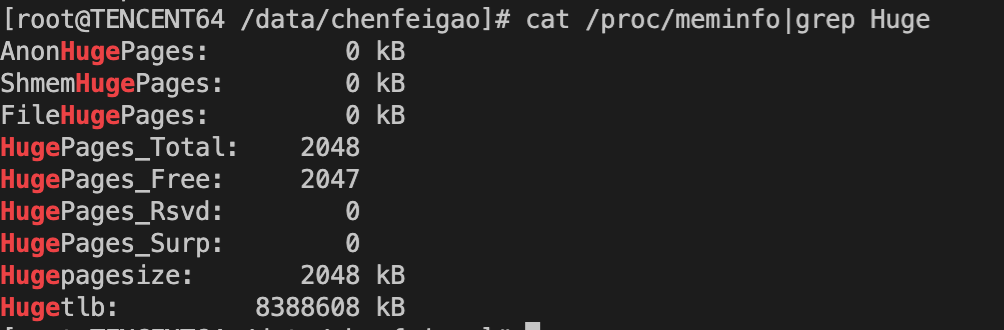 [root@TENCENT64 /data/chenfeigao]# cat /proc/meminfo|grep Huge
AnonHugePages:         0 kB
ShmemHugePages:        0 kB
FileHugePages:         0 kB
HugePages_Total:    2048
HugePages_Free:     2047
HugePages_Rsvd:        0
HugePages_Surp:        0
Hugepagesize:       2048 kB
Hugetlb:         8388608 kB